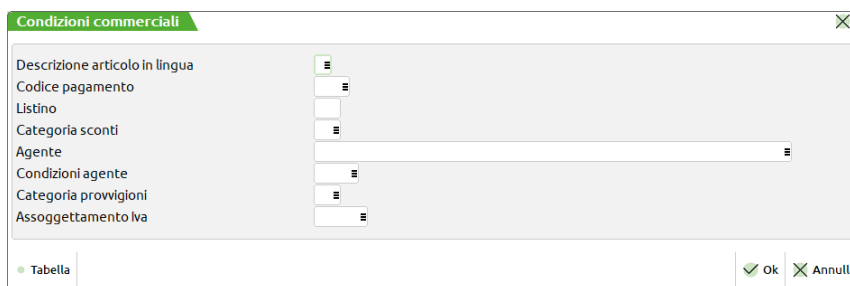 Condizioni commerciali
Descrizione articolo in lingua
Codice pagamento
Listino
Categoria sconti
Agente
Condizioni agente
Categoria provvigioni
Assoggettamento Iva
Tabella Ok Annull